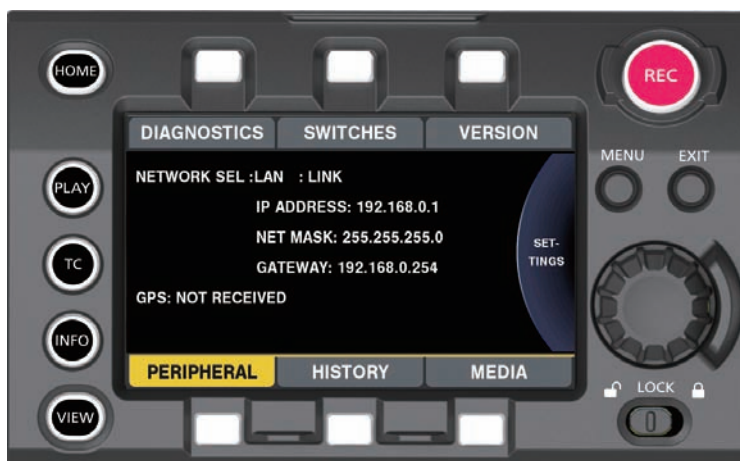 HOME
REC
DIAGNOSTICS SWITCHES VERSION
MENU EXIT
PLAY
NETWORK SEL :LAN : LINK
IP ADDRESS: 192.168.0.1
NET MASK: 255.255.255.0
GATEWAY: 192.168.0.254
SET-
TINGS
TC
GPS: NOT RECEIVED
INFO
PERIPHERAL HISTORY MEDIA
LOCK
VIEW